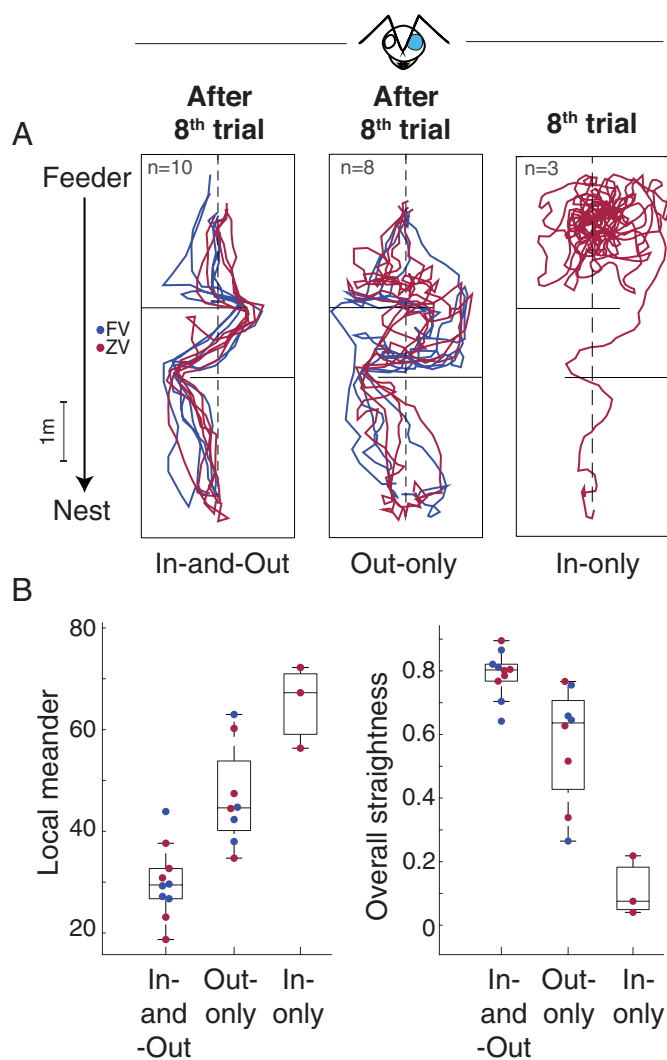 After
8th trial
After
8th trial
8th trial
A
n=10
n=8
n=3
Feeder
FV
ZV
1m
Nest
In-and-Out
Out-only
In-only
B
Local meander
80
60
40
20
In-
and
-Out
Out-
only
In-
only
Overall straightness
0.8
0.6
0.4
0.2
0
In-
and
-Out
Out-
only
In-
only